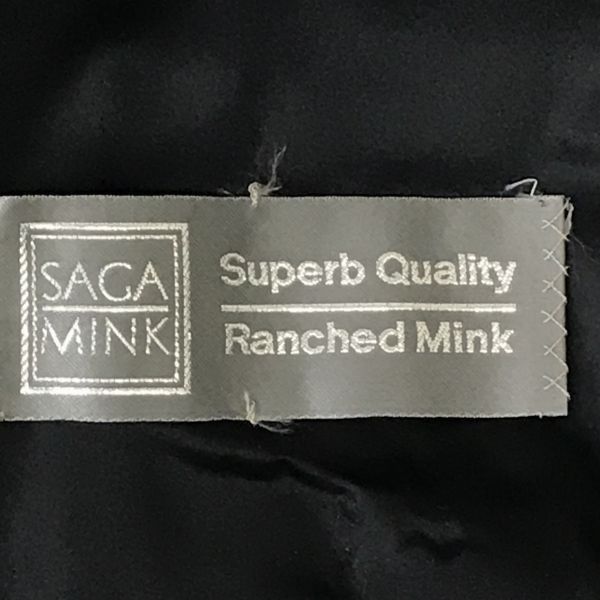 SAGA
MINK
Superb Quality
Ranched Mink